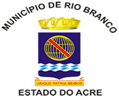 MUNICÍPIO DE RIO BRANCO
ESTADO DO ACRE